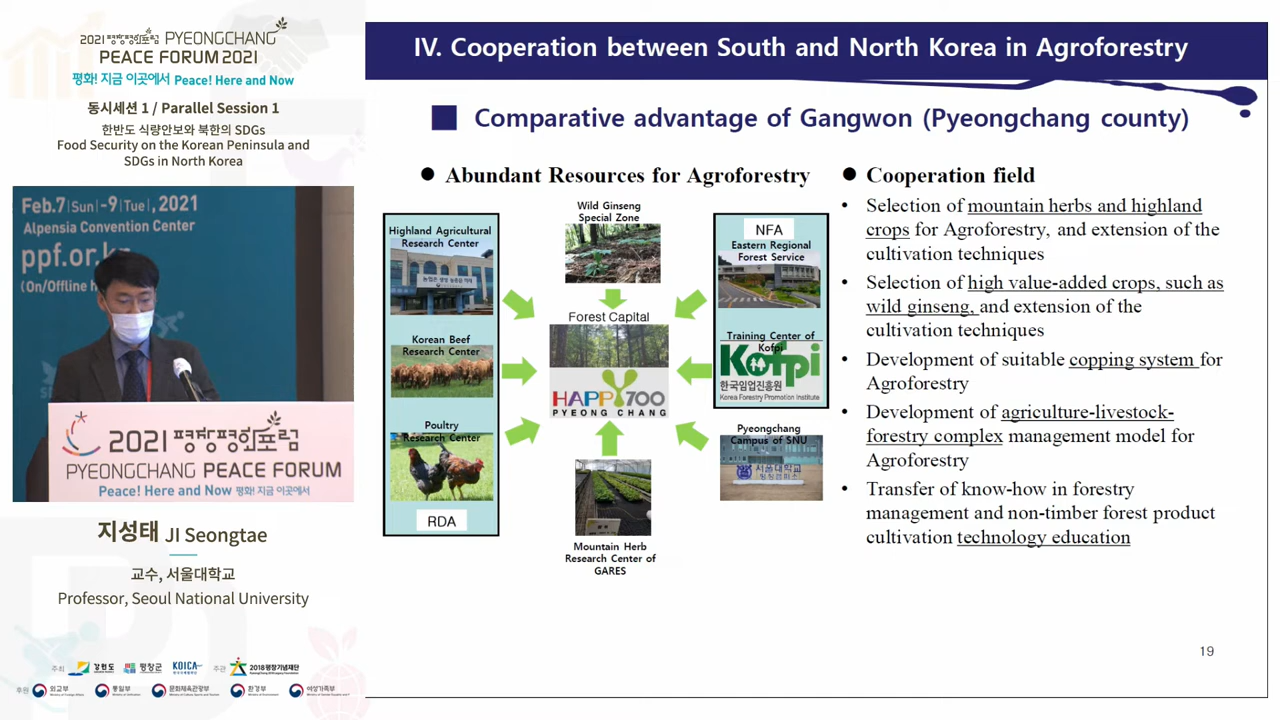 2021 평창평화포럼 PYEONGCHANG
PEACE FORUM 2021
평화! 지금 이곳에서 Peace! Here and Now
동시세션 1 / Parallel Session 1
한반도 식량안보와 북한의 SDGs
Food Security on the Korean Peninsula and
SDGs in North Korea
Feb.7|Sun|-9|Tue|, 2021
Alpensia Convention Center
ppf.or.kr
(On/Offline
2021 평창평화포럼
PYEONGCHANG PEACE FORUM
Peace! Here and Now 평화! 지금 이곳에서
지성태 JI Seongtae
교수, 서울대학교
Professor, Seoul National University
주최 강원도 평창군 KOICA 주관 2018평창기념재단
후원 외교부 통일부 문화체육관광부 환경부 여성가족부
IV. Cooperation between South and North Korea in Agroforestry
Comparative advantage of Gangwon (Pyeongchang county)
● Abundant Resources for Agroforestry
Highland Agricultural
Research Center
Korean Beef
Research Center
Poultry
Research Center
RDA
Wild Ginseng
Special Zone
Forest Capital
HAPPY 700
PYEONG CHANG
Mountain Herb
Research Center of
GARES
NFA
Eastern Regional
Forest Service
Training Center of
Kofpi
Kofpi
한국임업진흥원
Korea Forestry Promotion Institute
Pyeongchang
Campus of SNU
서울대학교
● Cooperation field
• Selection of mountain herbs and highland
crops for Agroforestry, and extension of the
cultivation techniques
• Selection of high value-added crops, such as
wild ginseng, and extension of the
cultivation techniques
• Development of suitable copping system for
Agroforestry
• Development of agriculture-livestock-
forestry complex management model for
Agroforestry
• Transfer of know-how in forestry
management and non-timber forest product
cultivation technology education
19